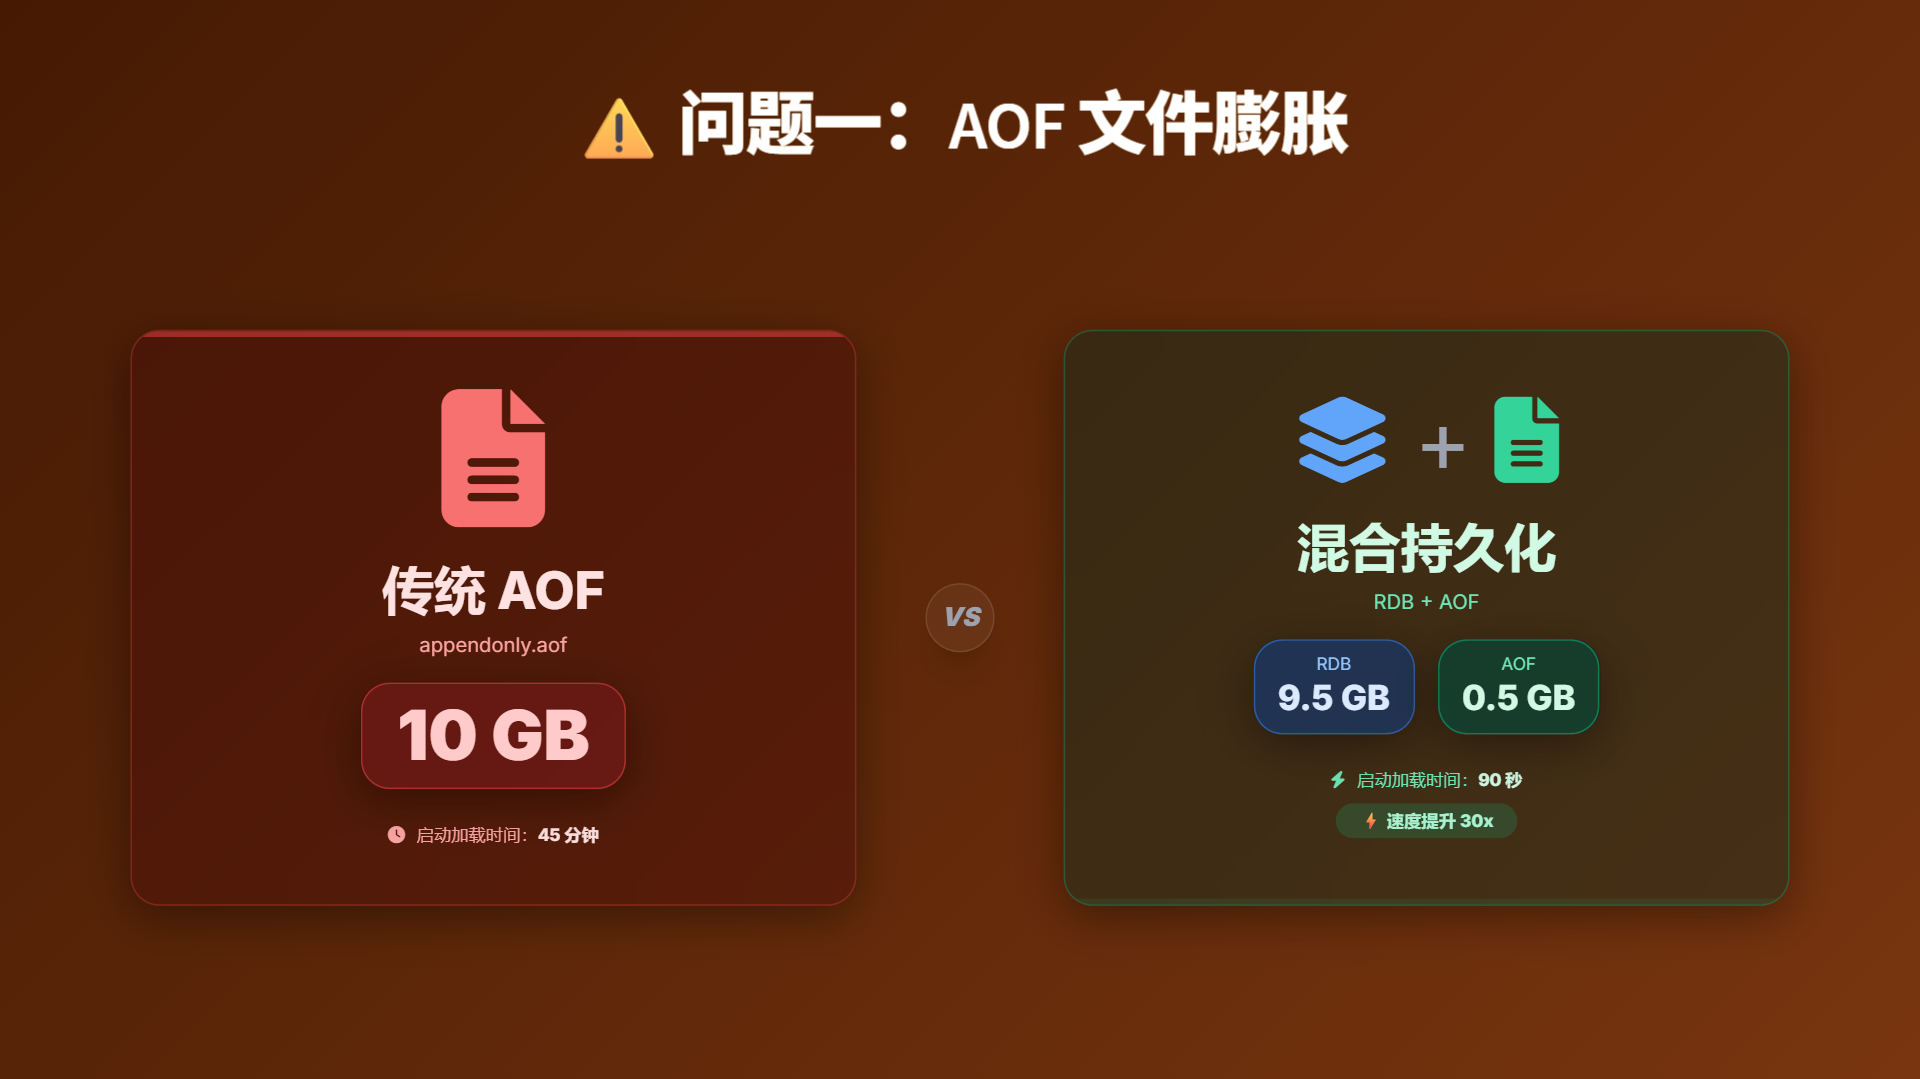 ⚠️ 问题一：AOF 文件膨胀
传统 AOF
appendonly.aof
10 GB
启动加载时间：45 分钟
VS
+
混合持久化
RDB + AOF
RDB
9.5 GB
AOF
0.5 GB
启动加载时间：90 秒
速度提升 30x